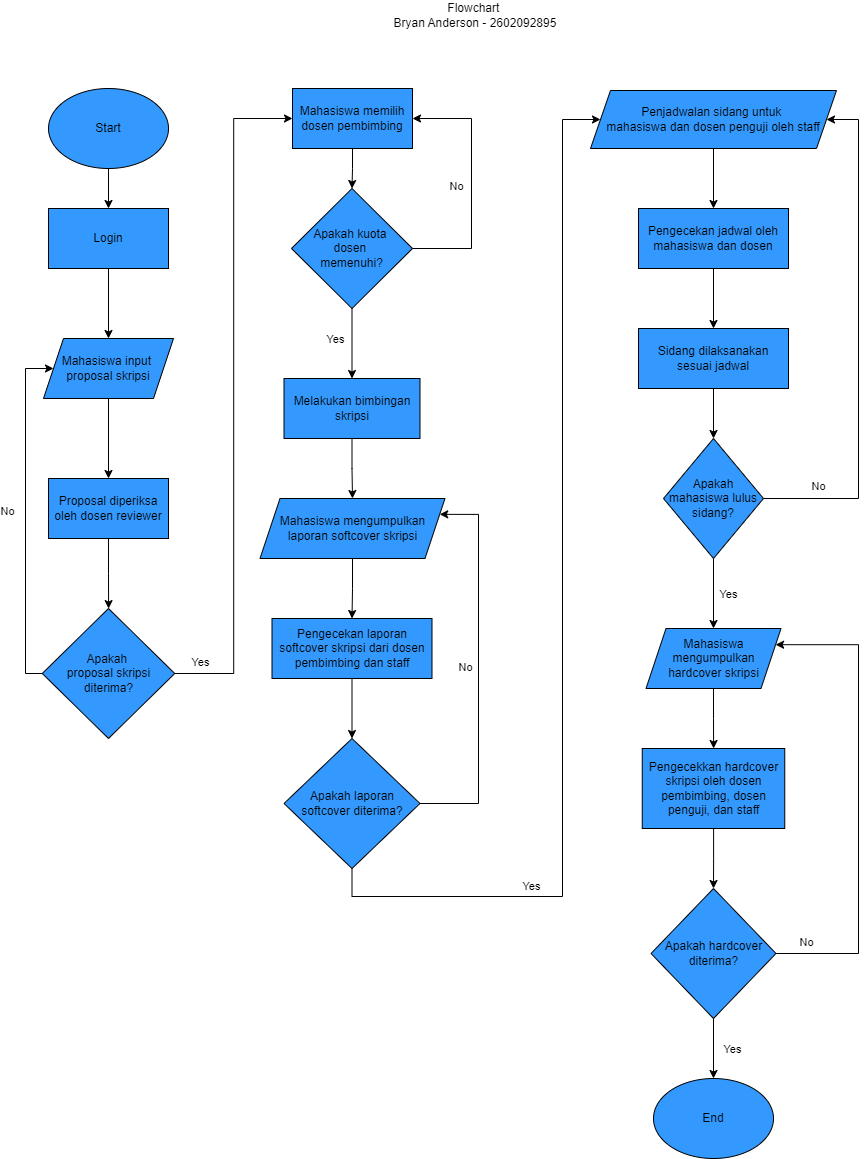 Flowchart
Bryan Anderson - 2602092895
Start
Login
Mahasiswa input
proposal skripsi
Proposal diperiksa
oleh dosen reviewer
No
Apakah
proposal skripsi
diterima?
Yes
Mahasiswa memilih
dosen pembimbing
No
Apakah kuota
dosen
memenuhi?
Yes
Melakukan bimbingan
skripsi
Mahasiswa mengumpulkan
laporan softcover skripsi
Pengecekan laporan
softcover skripsi dari dosen
pembimbing dan staff
No
Apakah laporan
softcover diterima?
Yes
Penjadwalan sidang untuk
mahasiswa dan dosen penguji oleh staff
Pengecekan jadwal oleh
mahasiswa dan dosen
Sidang dilaksanakan
sesuai jadwal
Apakah
mahasiswa lulus
sidang?
No
Yes
Mahasiswa
mengumpulkan
hardcover skripsi
Pengecekkan hardcover
skripsi oleh dosen
pembimbing, dosen
penguji, dan staff
Apakah hardcover
diterima?
No
Yes
End